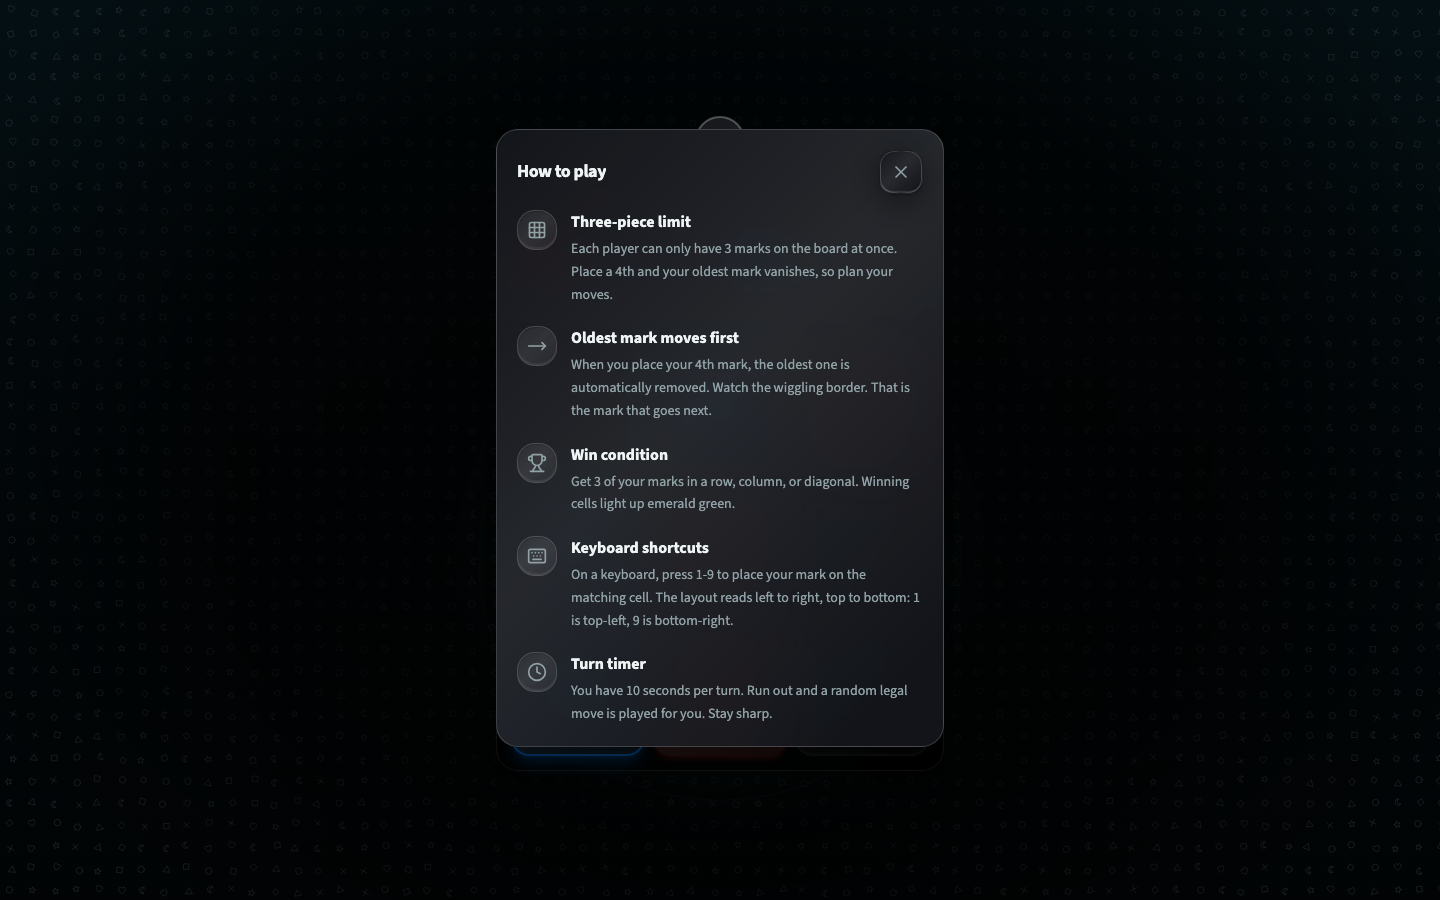 How to play
Three-piece limit
Each player can only have 3 marks on the board at once.
Place a 4th and your oldest mark vanishes, so plan your
moves.
Oldest mark moves first
When you place your 4th mark, the oldest one is
automatically removed. Watch the wiggling border. That is
the mark that goes next.
Win condition
Get 3 of your marks in a row, column, or diagonal. Winning
cells light up emerald green.
Keyboard shortcuts
On a keyboard, press 1-9 to place your mark on the
matching cell. The layout reads left to right, top to bottom: 1
is top-left, 9 is bottom-right.
Turn timer
You have 10 seconds per turn. Run out and a random legal
move is played for you. Stay sharp.